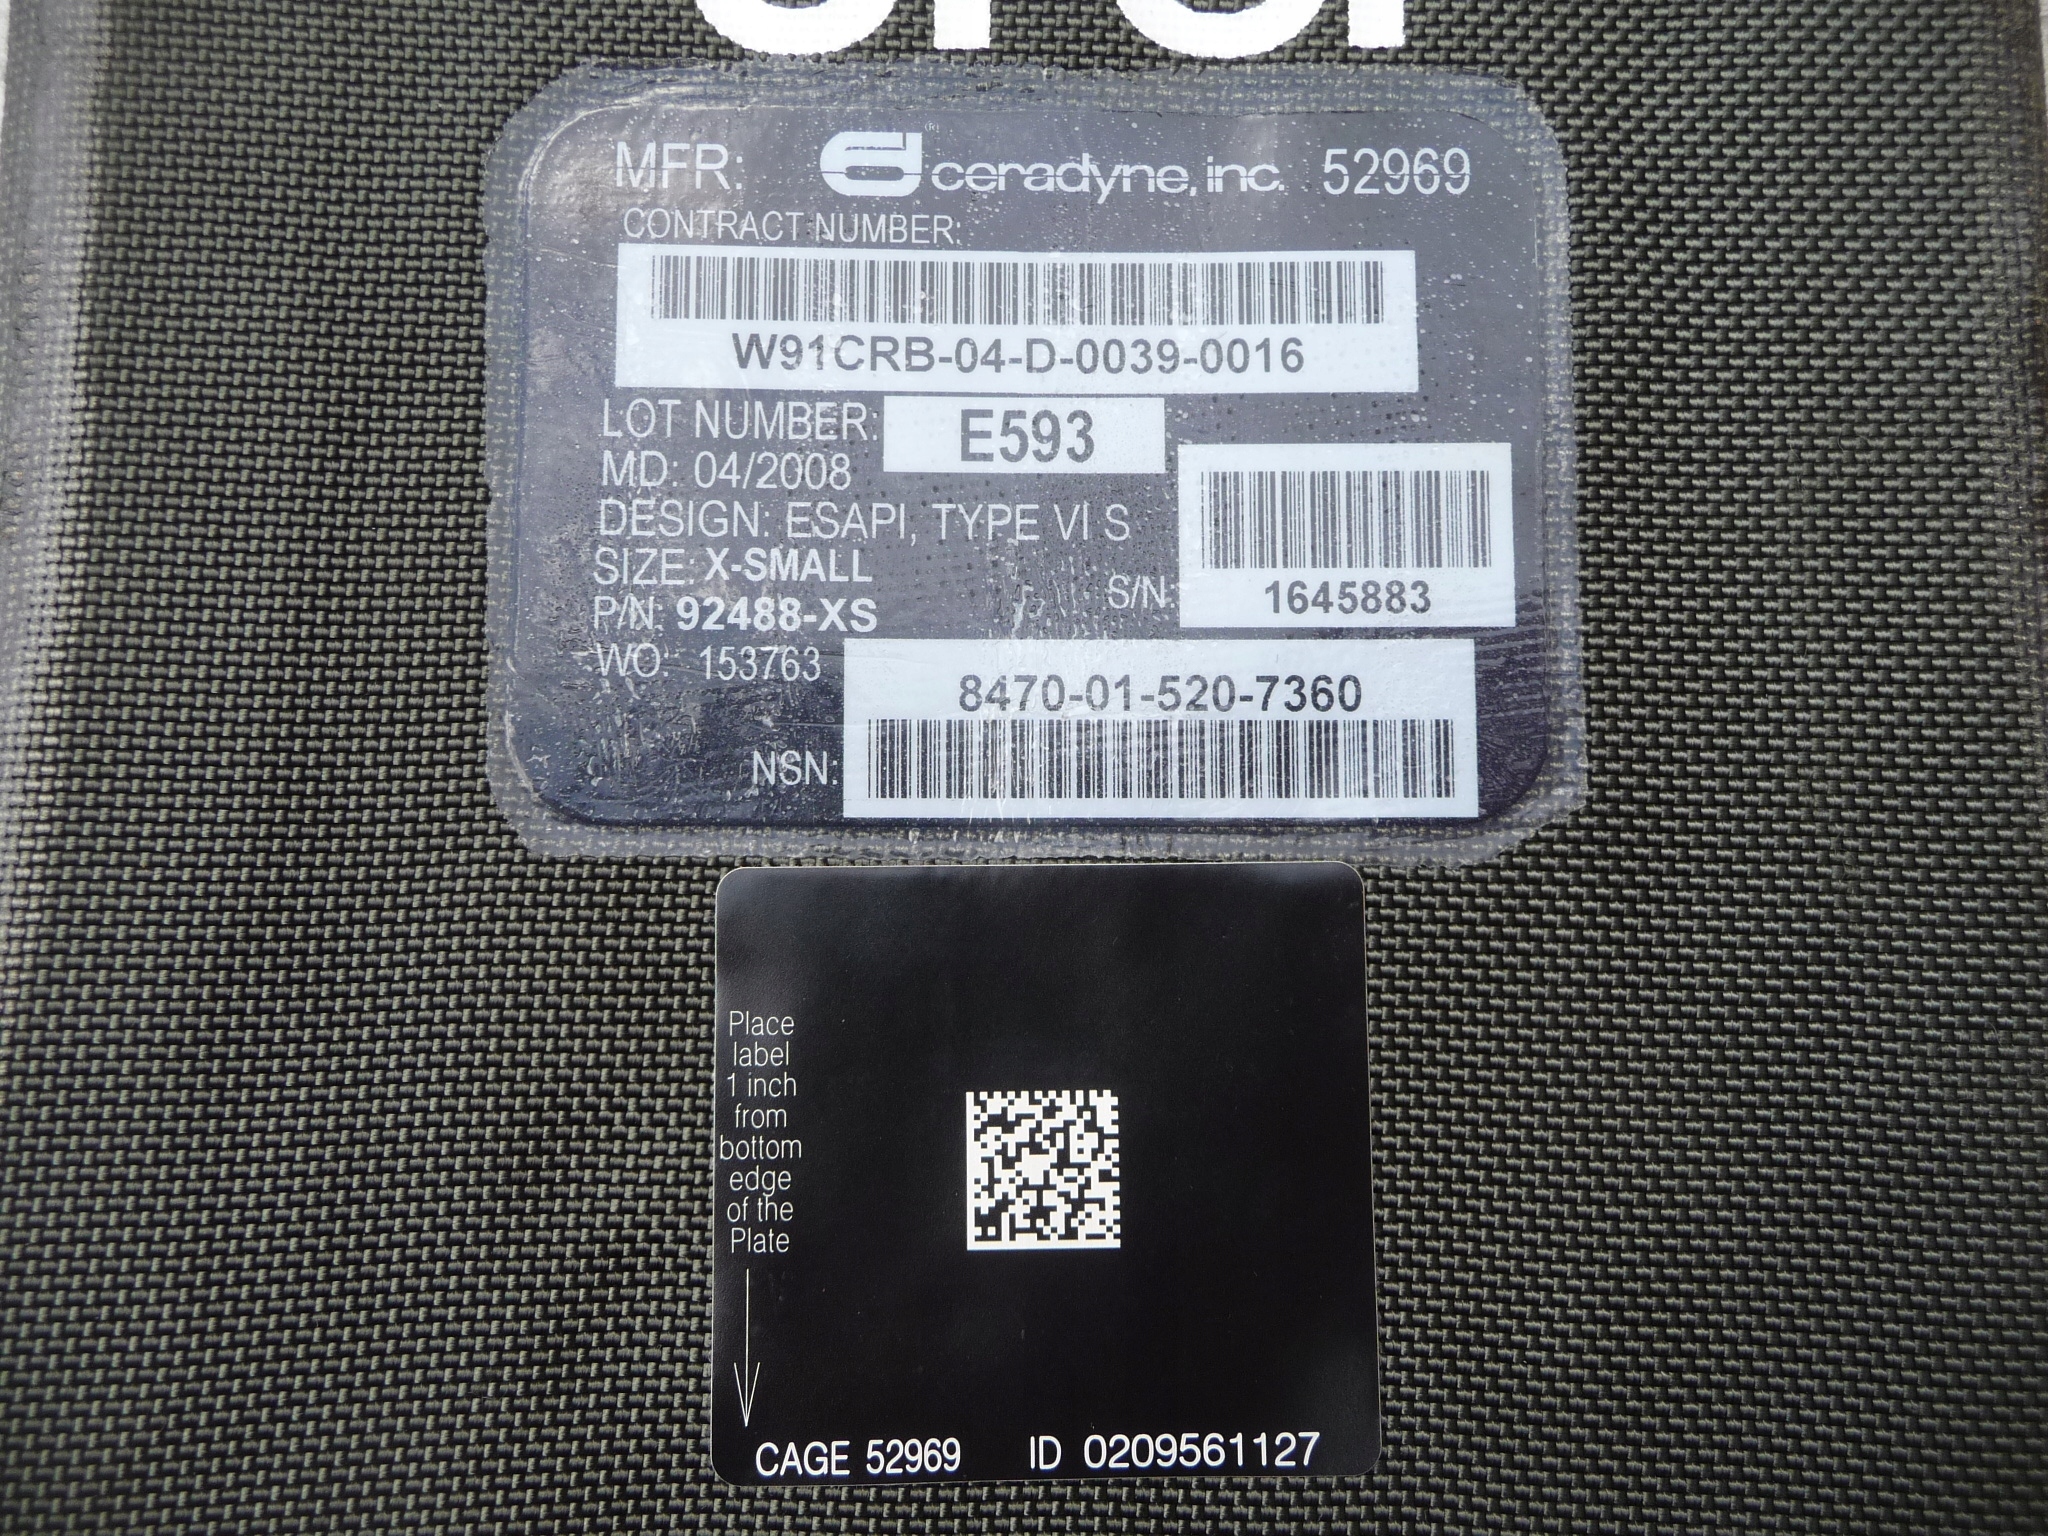 MFR: ceradyne, inc. 52969
CONTRACT NUMBER:
W91CRB-04-D-0039-0016
LOT NUMBER: E593
MD: 04/2008
DESIGN: ESAPI, TYPE VI S
SIZE: X-SMALL
P/N: 92488-XS
S/N: 1645883
WO: 153763
8470-01-520-7360
NSN:
Place
label
1 inch
from
bottom
edge
of the
Plate
CAGE 52969 ID 0209561127